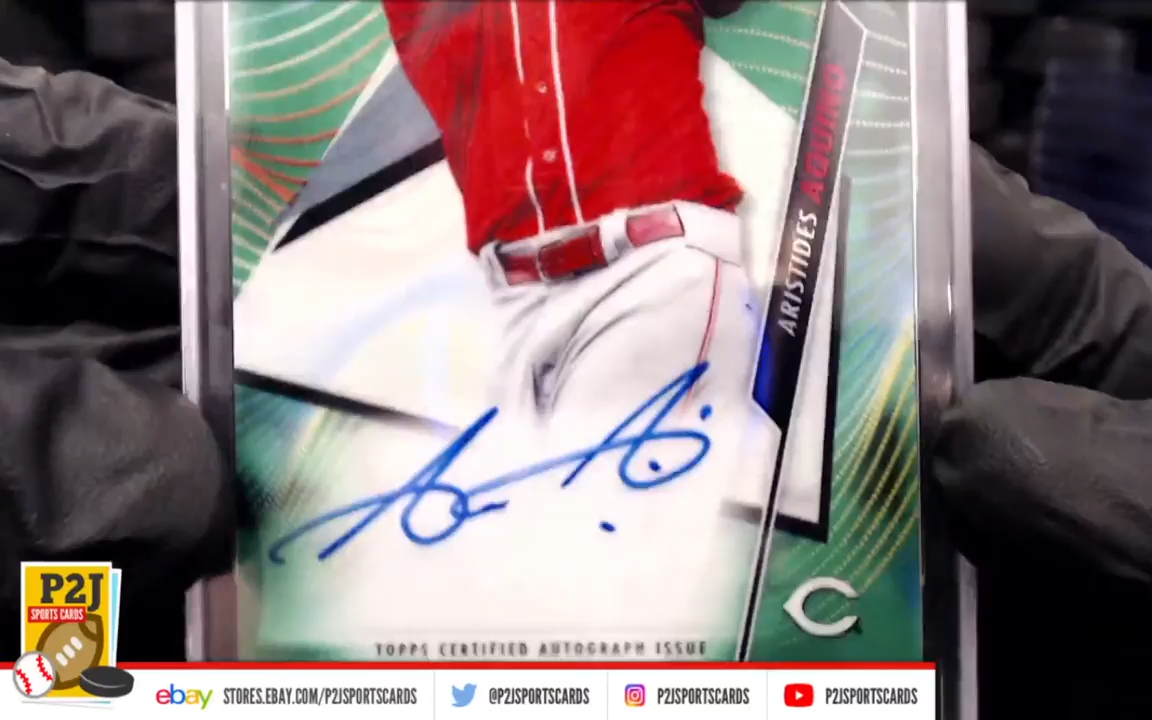 ARISTIDES AQUINO
TOPPS CERTIFIED AUTOGRAPH ISSUE
C
P2J
SPORTS CARDS
ebay STORES.EBAY.COM/P2JSPORTSCARDS
@P2JSPORTSCARDS
P2JSPORTSCARDS
P2JSPORTSCARDS